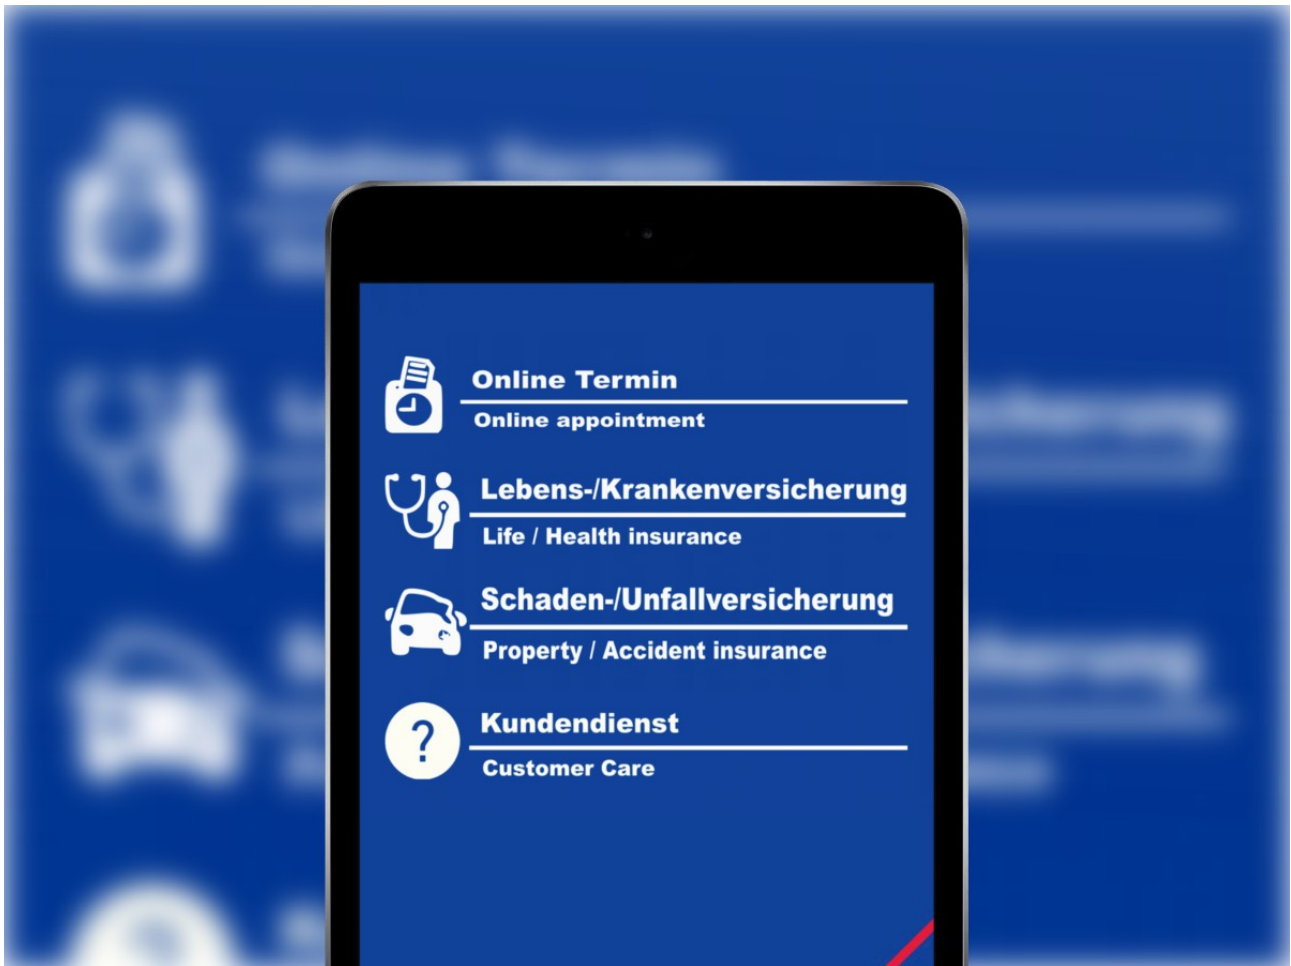 Online Termin
Online appointment
Lebens-/Krankenversicherung
Life / Health insurance
Schaden-/Unfallversicherung
Property / Accident insurance
?
Kundendienst
Customer Care